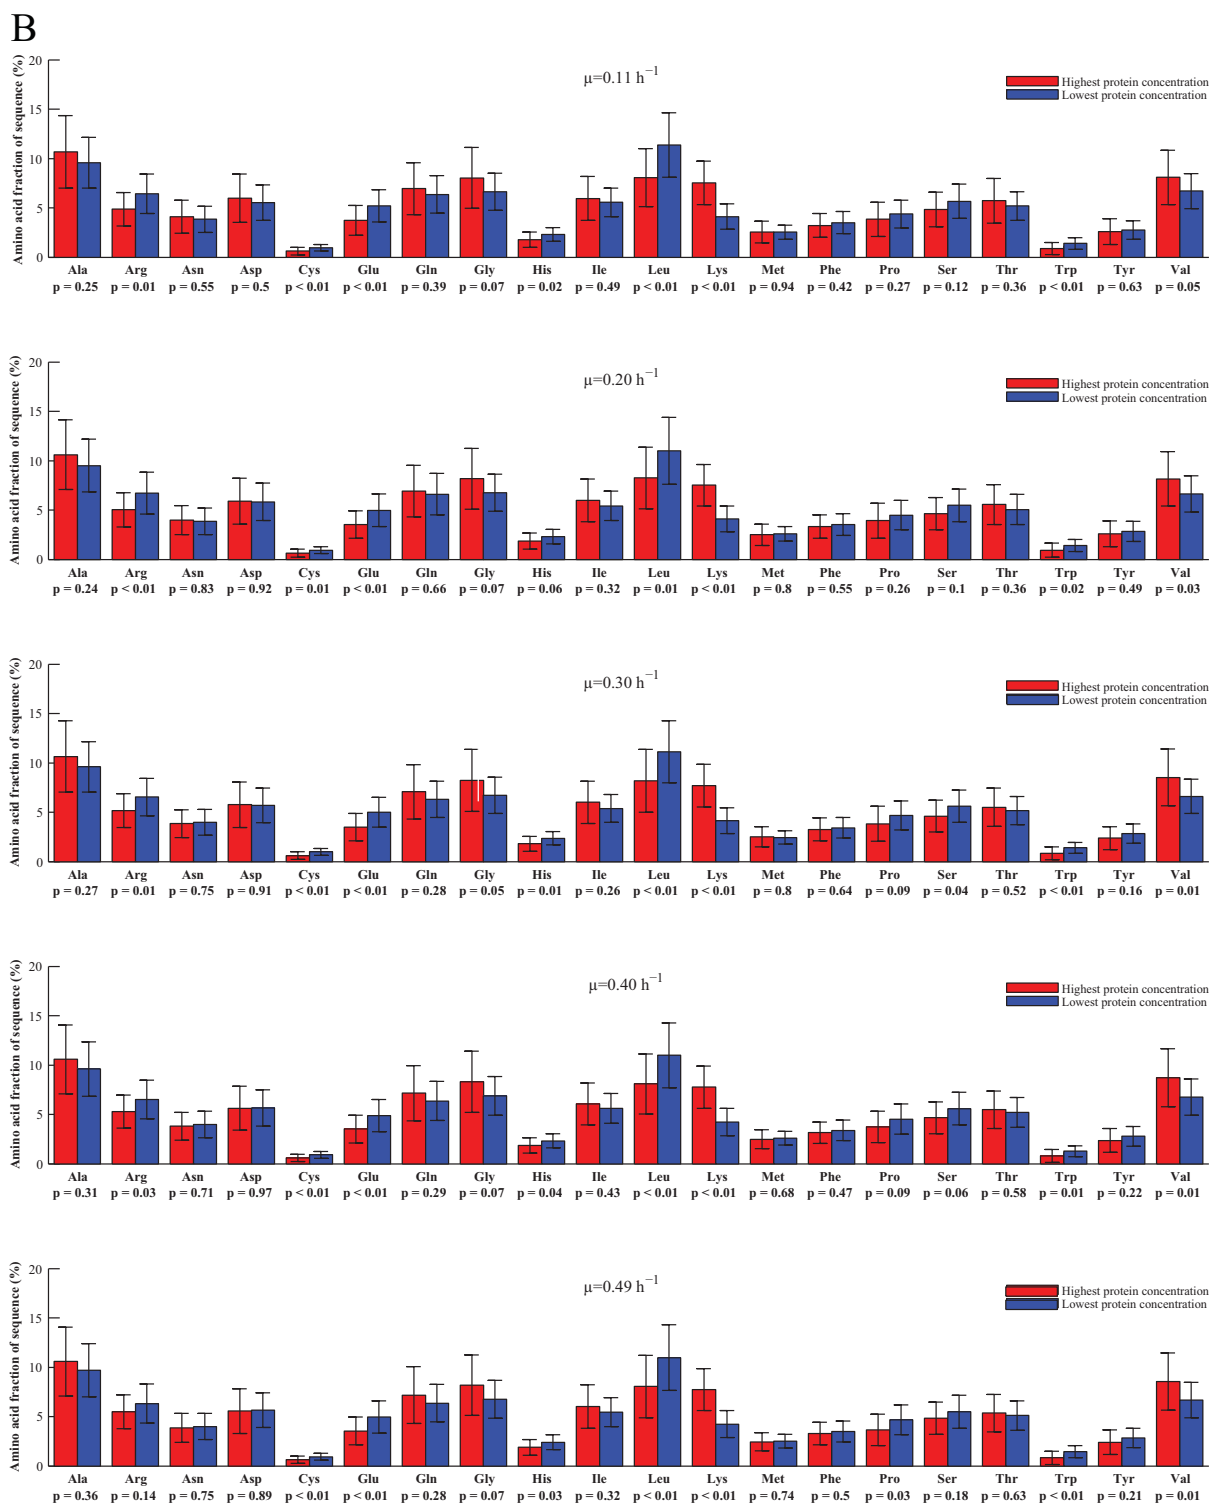 B
μ=0.11 h⁻¹
Highest protein concentration
Lowest protein concentration
Amino acid fraction of sequence (%)
20
15
10
5
0
Ala Arg Asn Asp Cys Glu Gln Gly His Ile Leu Lys Met Phe Pro Ser Thr Trp Tyr Val
p = 0.25 p = 0.01 p = 0.55 p = 0.5 p < 0.01 p < 0.01 p = 0.39 p = 0.07 p = 0.02 p = 0.49 p < 0.01 p < 0.01 p = 0.94 p = 0.42 p = 0.27 p = 0.12 p = 0.36 p < 0.01 p = 0.63 p = 0.05
μ=0.20 h⁻¹
Highest protein concentration
Lowest protein concentration
Amino acid fraction of sequence (%)
20
15
10
5
0
Ala Arg Asn Asp Cys Glu Gln Gly His Ile Leu Lys Met Phe Pro Ser Thr Trp Tyr Val
p = 0.24 p < 0.01 p = 0.83 p = 0.92 p = 0.01 p < 0.01 p = 0.66 p = 0.07 p = 0.06 p = 0.32 p = 0.01 p < 0.01 p = 0.8 p = 0.55 p = 0.26 p = 0.1 p = 0.36 p = 0.02 p = 0.49 p = 0.03
μ=0.30 h⁻¹
Highest protein concentration
Lowest protein concentration
Amino acid fraction of sequence (%)
20
15
10
5
0
Ala Arg Asn Asp Cys Glu Gln Gly His Ile Leu Lys Met Phe Pro Ser Thr Trp Tyr Val
p = 0.27 p = 0.01 p = 0.75 p = 0.91 p < 0.01 p < 0.01 p = 0.28 p = 0.05 p = 0.01 p = 0.26 p < 0.01 p < 0.01 p = 0.8 p = 0.64 p = 0.09 p = 0.04 p = 0.52 p < 0.01 p = 0.16 p = 0.01
μ=0.40 h⁻¹
Highest protein concentration
Lowest protein concentration
Amino acid fraction of sequence (%)
20
15
10
5
0
Ala Arg Asn Asp Cys Glu Gln Gly His Ile Leu Lys Met Phe Pro Ser Thr Trp Tyr Val
p = 0.31 p = 0.03 p = 0.71 p = 0.97 p < 0.01 p < 0.01 p = 0.29 p = 0.07 p = 0.04 p = 0.43 p < 0.01 p < 0.01 p = 0.68 p = 0.47 p = 0.09 p = 0.06 p = 0.58 p = 0.01 p = 0.22 p = 0.01
μ=0.49 h⁻¹
Highest protein concentration
Lowest protein concentration
Amino acid fraction of sequence (%)
20
15
10
5
0
Ala Arg Asn Asp Cys Glu Gln Gly His Ile Leu Lys Met Phe Pro Ser Thr Trp Tyr Val
p = 0.36 p = 0.14 p = 0.75 p = 0.89 p < 0.01 p < 0.01 p = 0.28 p = 0.07 p = 0.03 p = 0.32 p < 0.01 p < 0.01 p = 0.74 p = 0.5 p = 0.03 p = 0.18 p = 0.63 p < 0.01 p = 0.21 p = 0.01